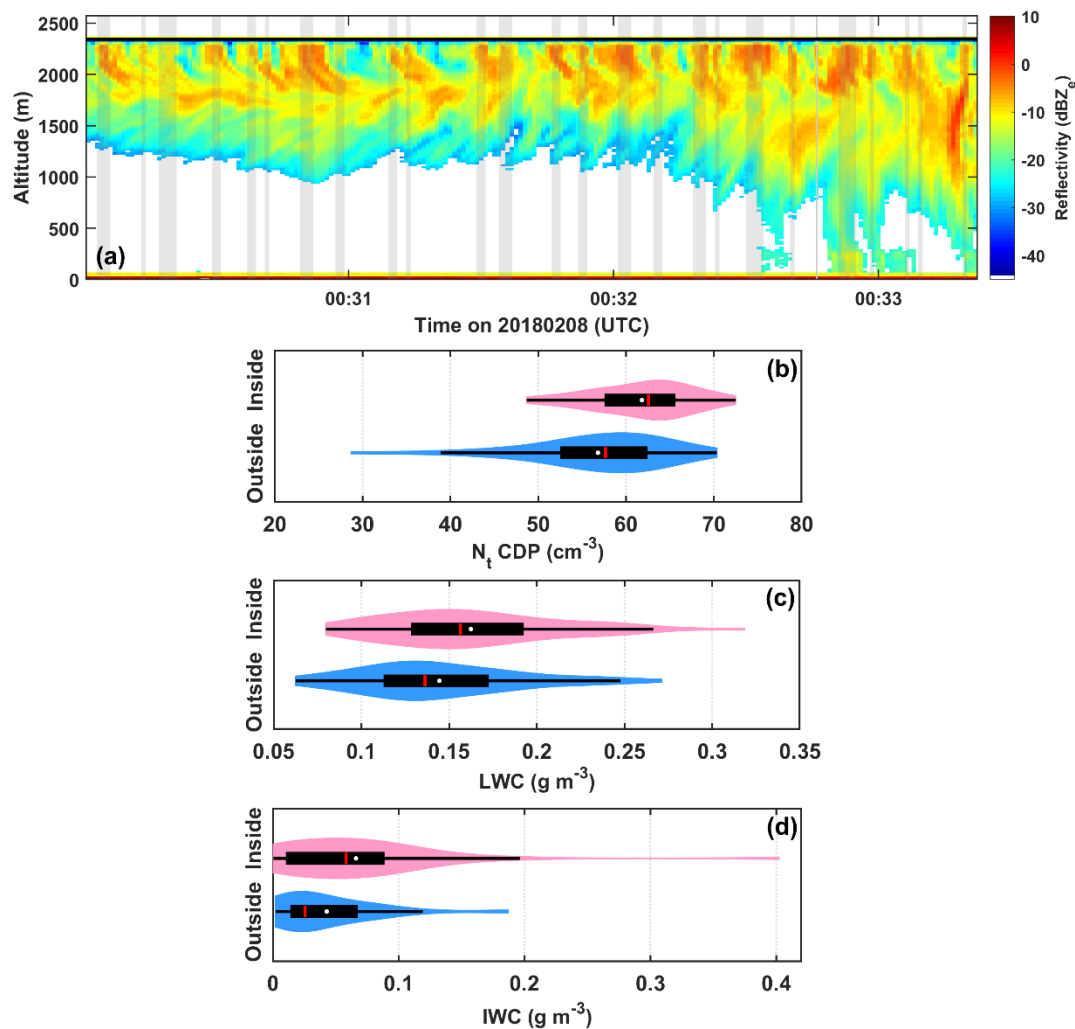 2500
2000
1500
1000
500
0
Altitude (m)
(a)
00:31
00:32
00:33
Time on 20180208 (UTC)
10
0
-10
-20
-30
-40
Reflectivity (dBZ_e)
(b)
Inside
Outside
20 30 40 50 60 70 80
N_t CDP (cm^-3)
(c)
Inside
Outside
0.05 0.1 0.15 0.2 0.25 0.3 0.35
LWC (g m^-3)
(d)
Inside
Outside
0 0.1 0.2 0.3 0.4
IWC (g m^-3)